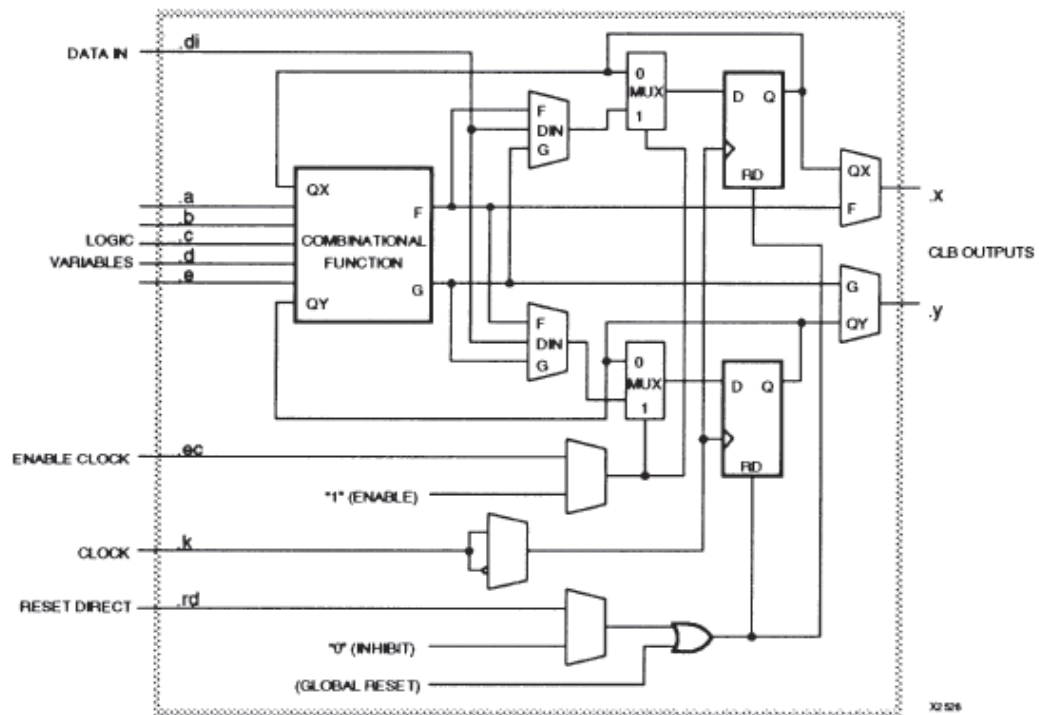 DATA IN
.di
0
MUX
1
D Q
RD
F
DIN
G
QX
F
.x
QX
.a
.b
LOGIC
.c
COMBINATIONAL
F
VARIABLES
.d
FUNCTION
.e
G
QY
CLB OUTPUTS
G
QY
.y
F
DIN
G
0
MUX
1
D Q
RD
ENABLE CLOCK
.ec
"1" (ENABLE)
CLOCK
.k
RESET DIRECT
.rd
"0" (INHIBIT)
(GLOBAL RESET)
X2526